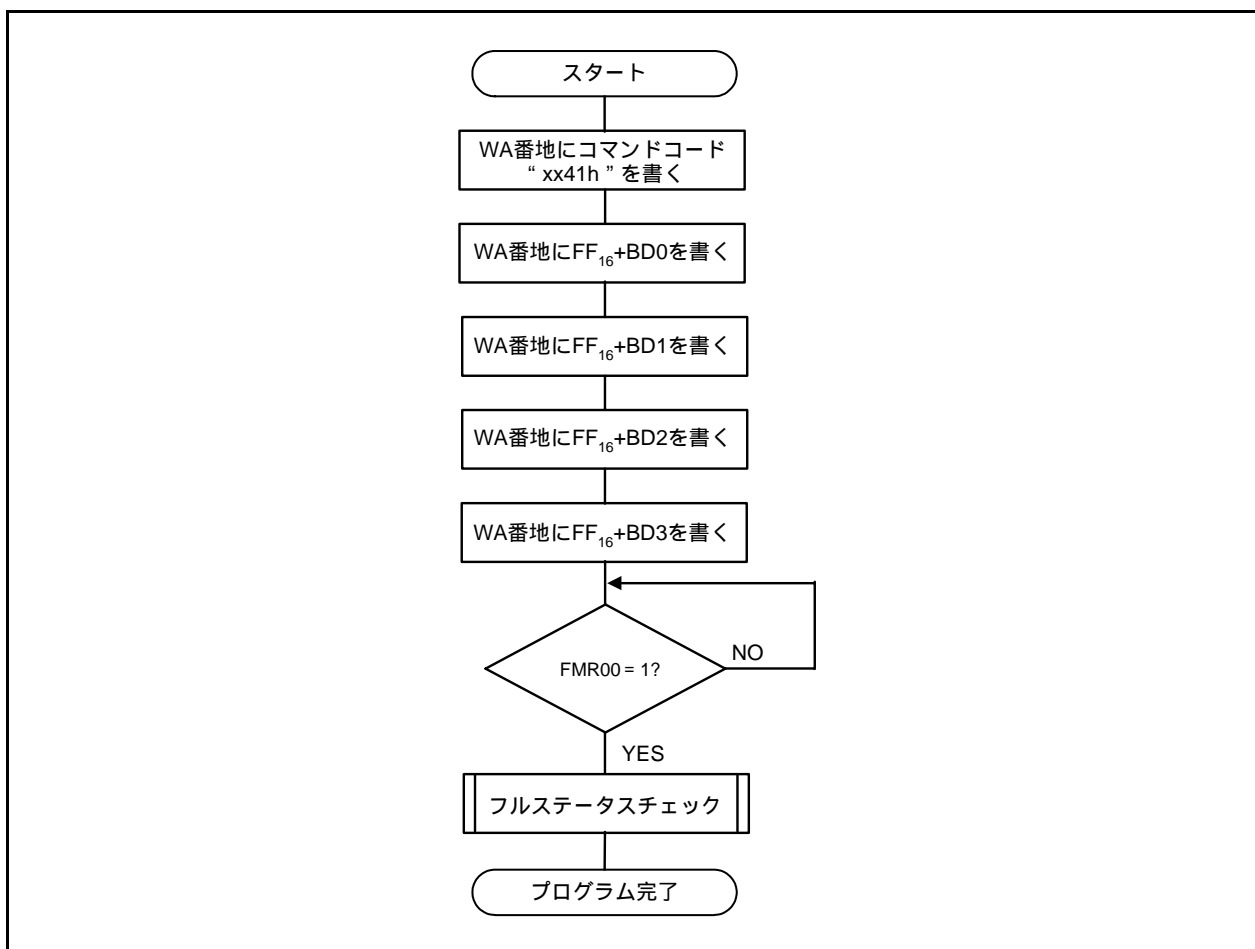 スタート
WA番地にコマンドコード
“ xx41h ” を書く
WA番地にFF₁₆+BD0を書く
WA番地にFF₁₆+BD1を書く
WA番地にFF₁₆+BD2を書く
WA番地にFF₁₆+BD3を書く
FMR00 = 1?
NO
YES
フルステータスチェック
プログラム完了